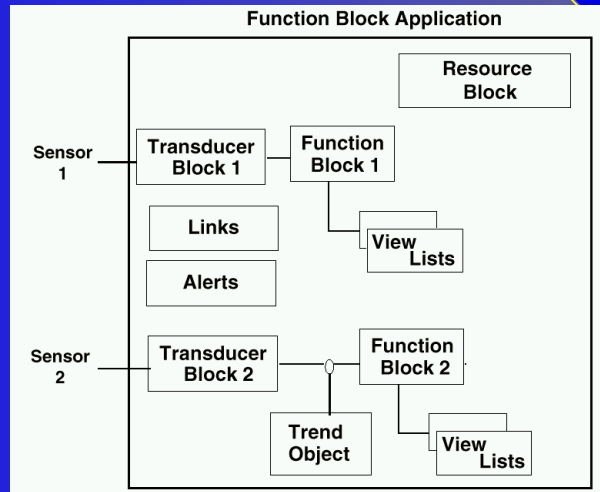 Function Block Application
Resource
Block
Sensor
1
Transducer
Block 1
Function
Block 1
Links
View
Lists
Alerts
Sensor
2
Transducer
Block 2
Function
Block 2
Trend
Object
View
Lists